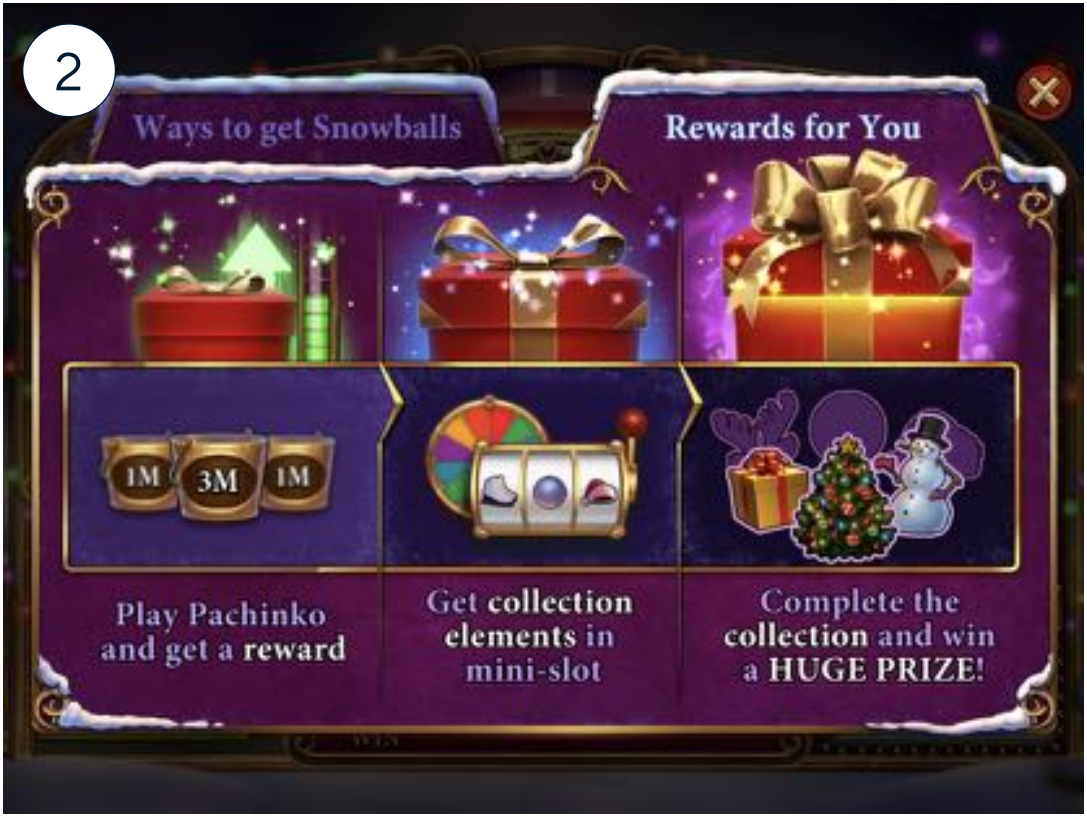 2
Ways to get Snowballs
Rewards for You
1M
3M
1M
Play Pachinko
and get a reward
Get collection
elements in
mini-slot
Complete the
collection and win
a HUGE PRIZE!
WIN